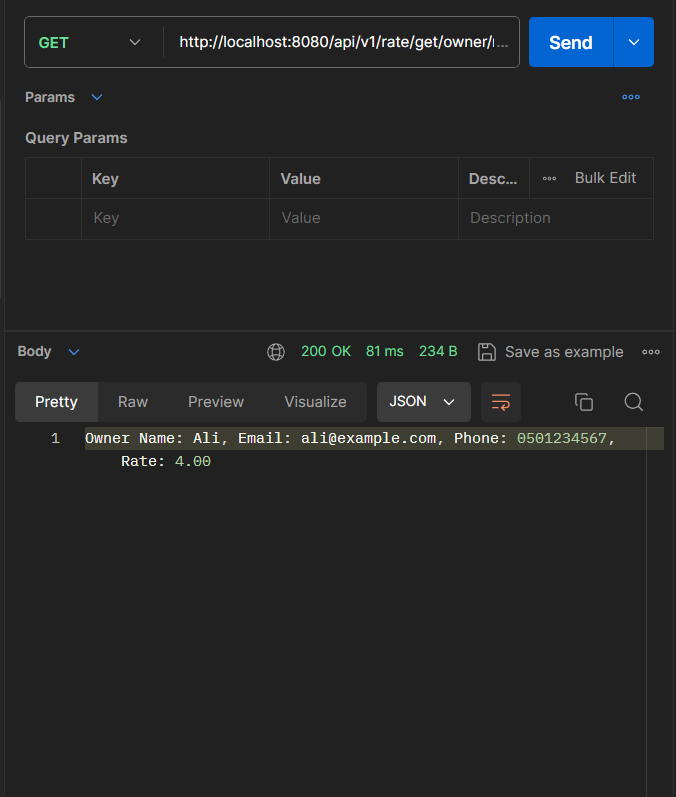 GET http://localhost:8080/api/v1/rate/get/owner/r... Send
Params
Query Params
Key Value Desc... Bulk Edit
Key Value Description
Body 200 OK 81 ms 234 B Save as example
Pretty Raw Preview Visualize JSON
1 Owner Name: Ali, Email: ali@example.com, Phone: 0501234567,
Rate: 4.00